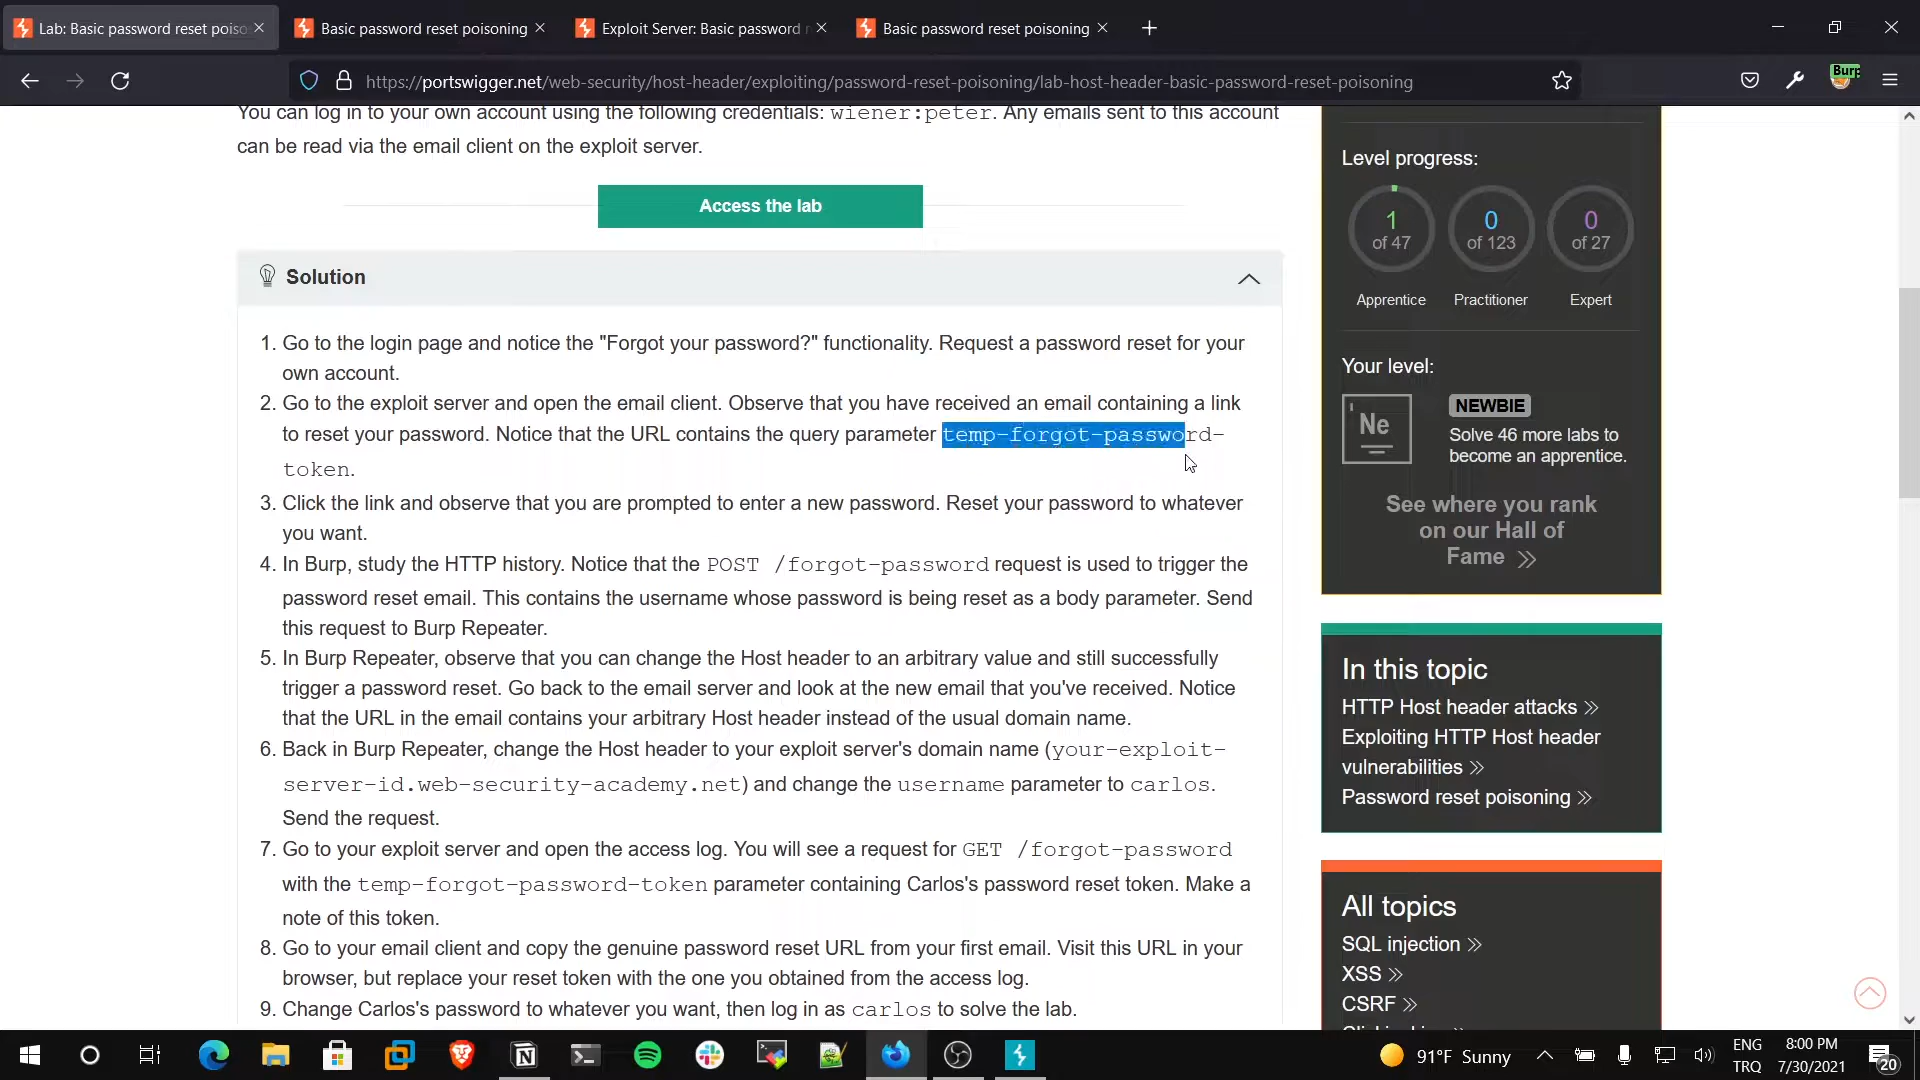 Lab: Basic password reset poiso
Basic password reset poisoning
Exploit Server: Basic password r
Basic password reset poisoning
https://portswigger.net/web-security/host-header/exploiting/password-reset-poisoning/lab-host-header-basic-password-reset-poisoning
Burp
You can log in to your own account using the following credentials: wiener:peter. Any emails sent to this account
can be read via the email client on the exploit server.
Access the lab
Solution
1. Go to the login page and notice the "Forgot your password?" functionality. Request a password reset for your
own account.
2. Go to the exploit server and open the email client. Observe that you have received an email containing a link
to reset your password. Notice that the URL contains the query parameter temp-forgot-password-
token.
3. Click the link and observe that you are prompted to enter a new password. Reset your password to whatever
you want.
4. In Burp, study the HTTP history. Notice that the POST /forgot-password request is used to trigger the
password reset email. This contains the username whose password is being reset as a body parameter. Send
this request to Burp Repeater.
5. In Burp Repeater, observe that you can change the Host header to an arbitrary value and still successfully
trigger a password reset. Go back to the email server and look at the new email that you've received. Notice
that the URL in the email contains your arbitrary Host header instead of the usual domain name.
6. Back in Burp Repeater, change the Host header to your exploit server's domain name (your-exploit-
server-id.web-security-academy.net) and change the username parameter to carlos.
Send the request.
7. Go to your exploit server and open the access log. You will see a request for GET /forgot-password
with the temp-forgot-password-token parameter containing Carlos's password reset token. Make a
note of this token.
8. Go to your email client and copy the genuine password reset URL from your first email. Visit this URL in your
browser, but replace your reset token with the one you obtained from the access log.
9. Change Carlos's password to whatever you want, then log in as carlos to solve the lab.
Level progress:
1 0 0
of 47 of 123 of 27
Apprentice Practitioner Expert
Your level:
1
Ne
NEWBIE
Solve 46 more labs to
become an apprentice.
See where you rank
on our Hall of
Fame
In this topic
HTTP Host header attacks
Exploiting HTTP Host header
vulnerabilities
Password reset poisoning
All topics
SQL injection
XSS
CSRF
91°F Sunny
ENG
TRQ
8:00 PM
7/30/2021
20